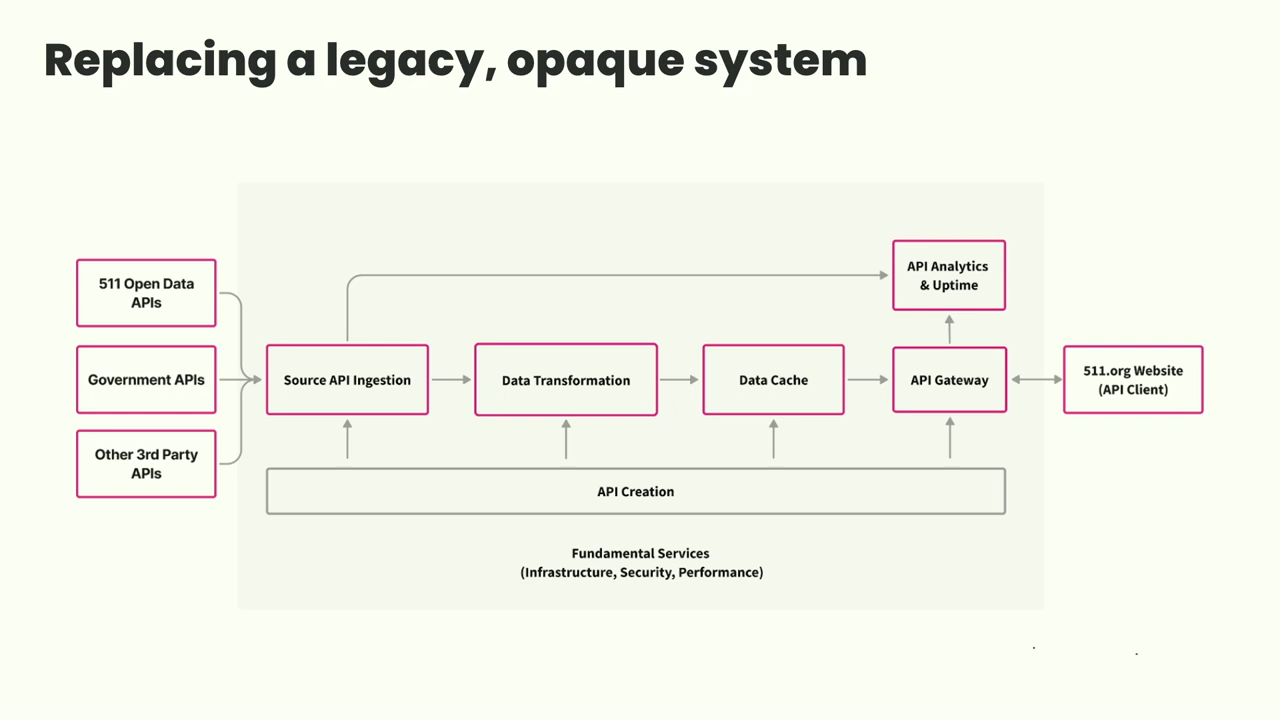 Replacing a legacy, opaque system
511 Open Data
APIs
Government APIs
Other 3rd Party
APIs
Source API Ingestion
Data Transformation
Data Cache
API Gateway
API Analytics
& Uptime
511.org Website
(API Client)
API Creation
Fundamental Services
(Infrastructure, Security, Performance)